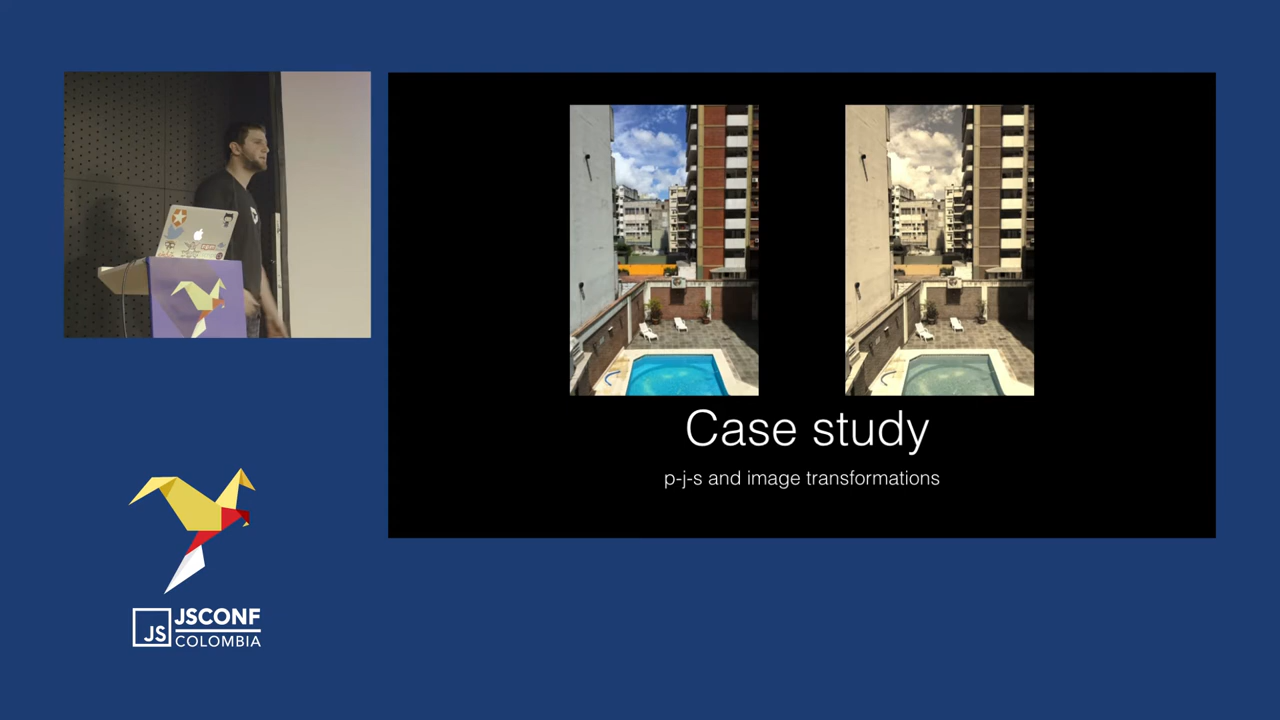 Case study
p-j-s and image transformations
JS
JSCONF
COLOMBIA